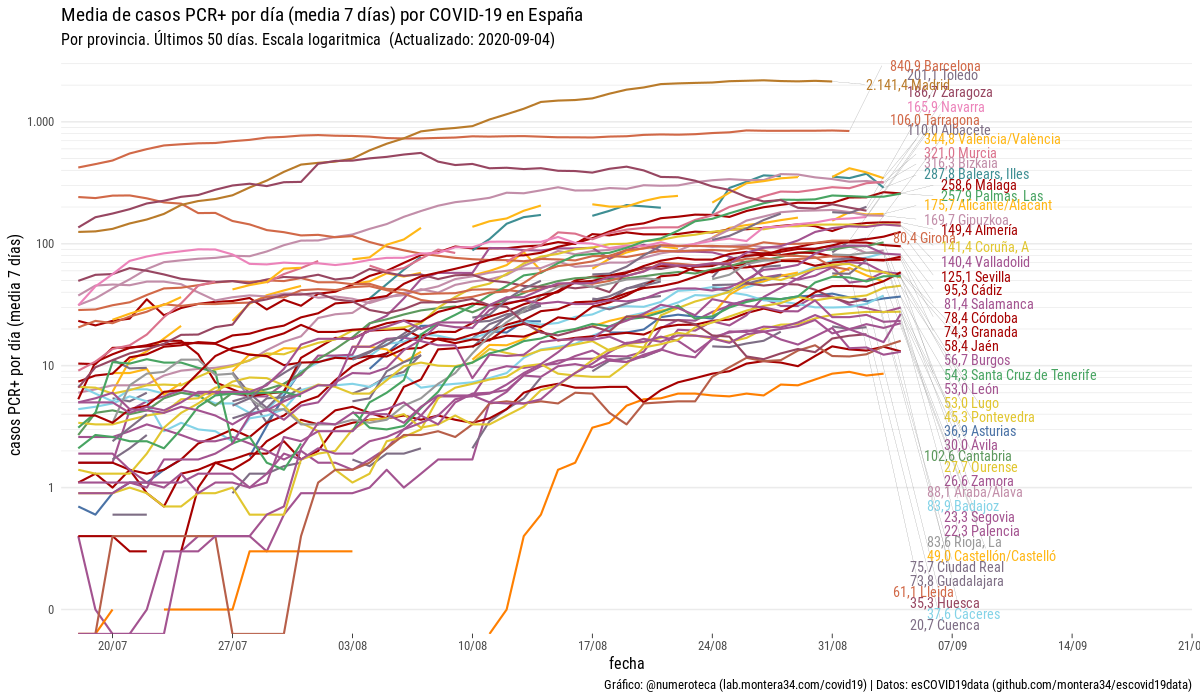 Media de casos PCR+ por día (media 7 días) por COVID-19 en España
Por provincia. Últimos 50 días. Escala logaritmica (Actualizado: 2020-09-04)
casos PCR+ por día (media 7 días)
1.000
100
10
1
0
840,9 Barcelona
201,1 Toledo
2.141,4 Madrid
186,7 Zaragoza
165,9 Navarra
106,0 Tarragona
110,0 Albacete
344,8 Valencia/València
321,0 Murcia
316,3 Bizkaia
287,8 Balears, Illes
258,6 Málaga
257,9 Palmas, Las
175,7 Alicante/Alacant
169,7 Gipuzkoa
149,4 Almería
80,4 Girona
141,4 Coruña, A
140,4 Valladolid
125,1 Sevilla
95,3 Cádiz
81,4 Salamanca
78,4 Córdoba
74,3 Granada
58,4 Jaén
56,7 Burgos
54,3 Santa Cruz de Tenerife
53,0 León
53,0 Lugo
45,3 Pontevedra
36,9 Asturias
30,0 Ávila
102,6 Cantabria
27,7 Ourense
26,6 Zamora
88,1 Araba/Álava
83,9 Badajoz
23,3 Segovia
22,3 Palencia
83,6 Rioja, La
49,0 Castellón/Castelló
75,7 Ciudad Real
73,8 Guadalajara
61,1 Lleida
35,3 Huesca
37,6 Cáceres
20,7 Cuenca
20/07
27/07
03/08
10/08
17/08
24/08
31/08
07/09
14/09
21/0
fecha
Gráfico: @numeroteca (lab.montera34.com/covid19) | Datos: esCOVID19data (github.com/montera34/escovid19data)